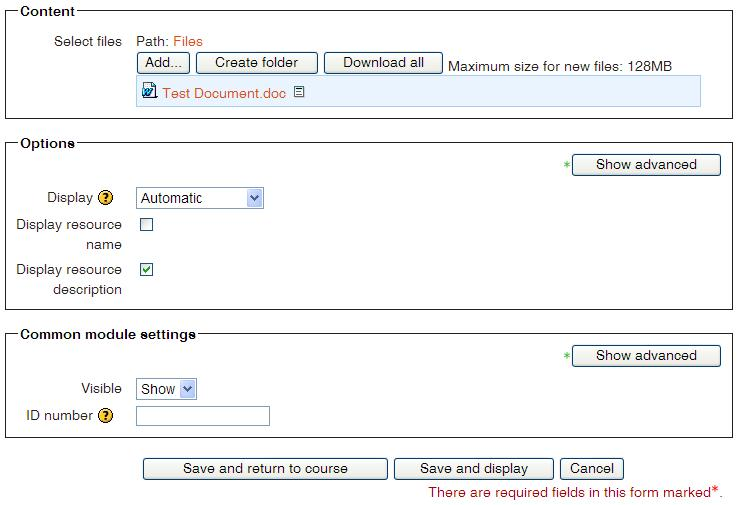 Content
Select files Path: Files
Add... Create folder Download all Maximum size for new files: 128MB
Test Document.doc
Options
* Show advanced
Display ? Automatic
Display resource
name
Display resource
description
Common module settings
* Show advanced
Visible Show
ID number ?
Save and return to course Save and display Cancel
There are required fields in this form marked*.